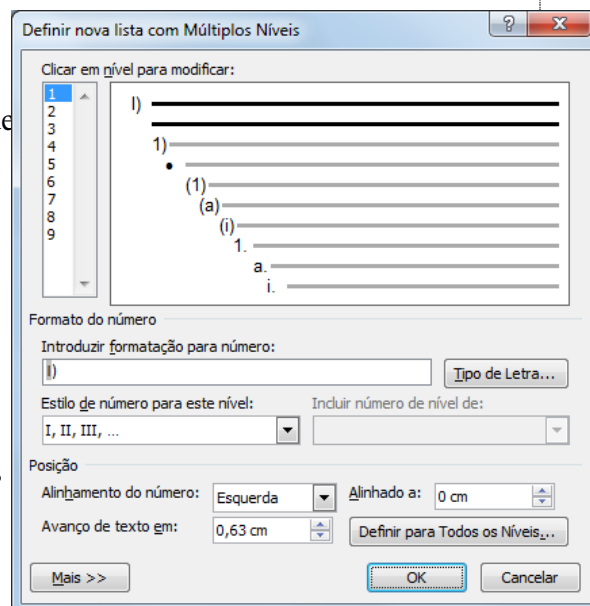 Definir nova lista com Múltiplos Níveis
Clicar em nível para modificar:
1
2
3
4
5
6
7
8
9
I)
1)
•
(1)
(a)
(i)
1.
a.
i.
Formato do número
Introduzir formatação para número:
I)
Tipo de Letra...
Estilo de número para este nível:
Incluir número de nível de:
I, II, III, ...
Posição
Alinhamento do número:
Esquerda
Alinhado a:
0 cm
Avanço de texto em:
0,63 cm
Definir para Todos os Níveis...
Mais >>
OK
Cancelar